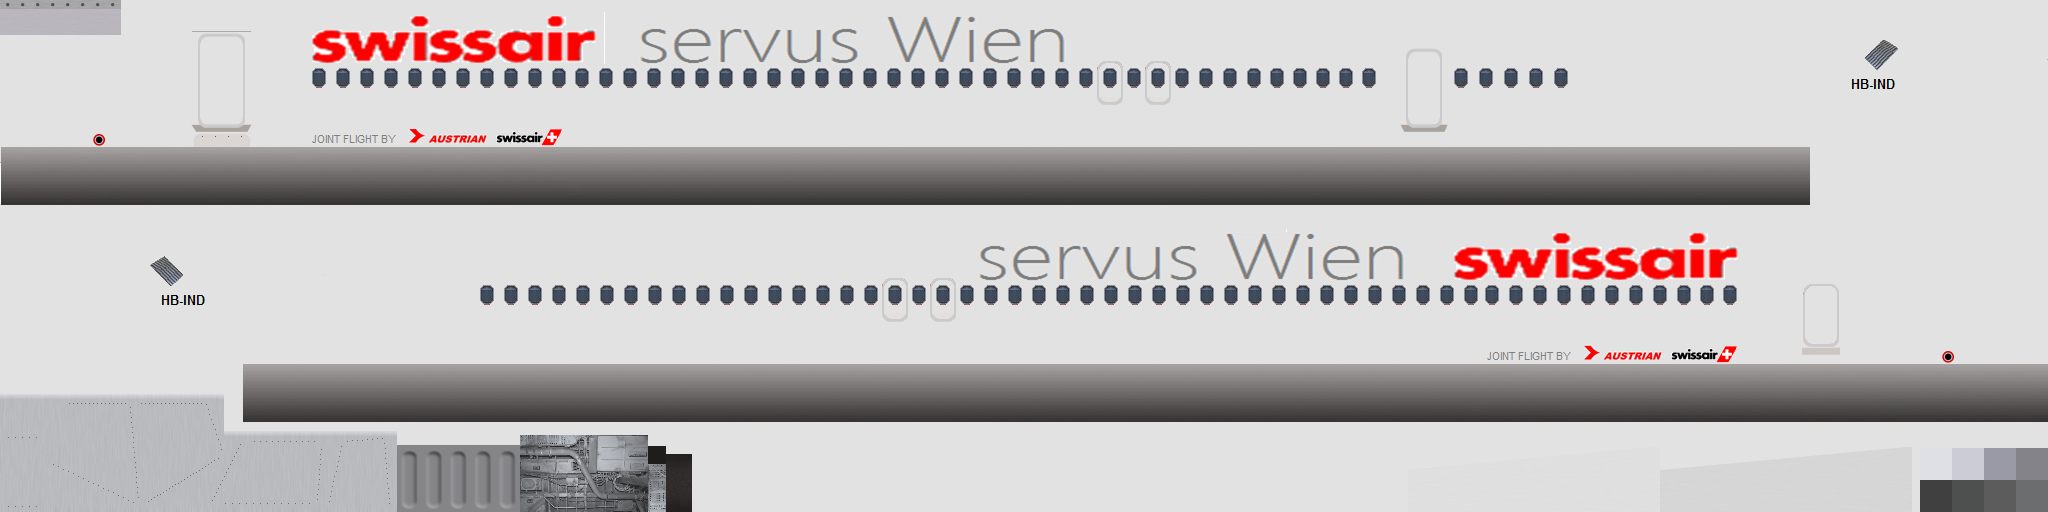 swissair servus Wien
HB-IND
JOINT FLIGHT BY AUSTRIAN swissair
servus Wien swissair
HB-IND
JOINT FLIGHT BY AUSTRIAN swissair